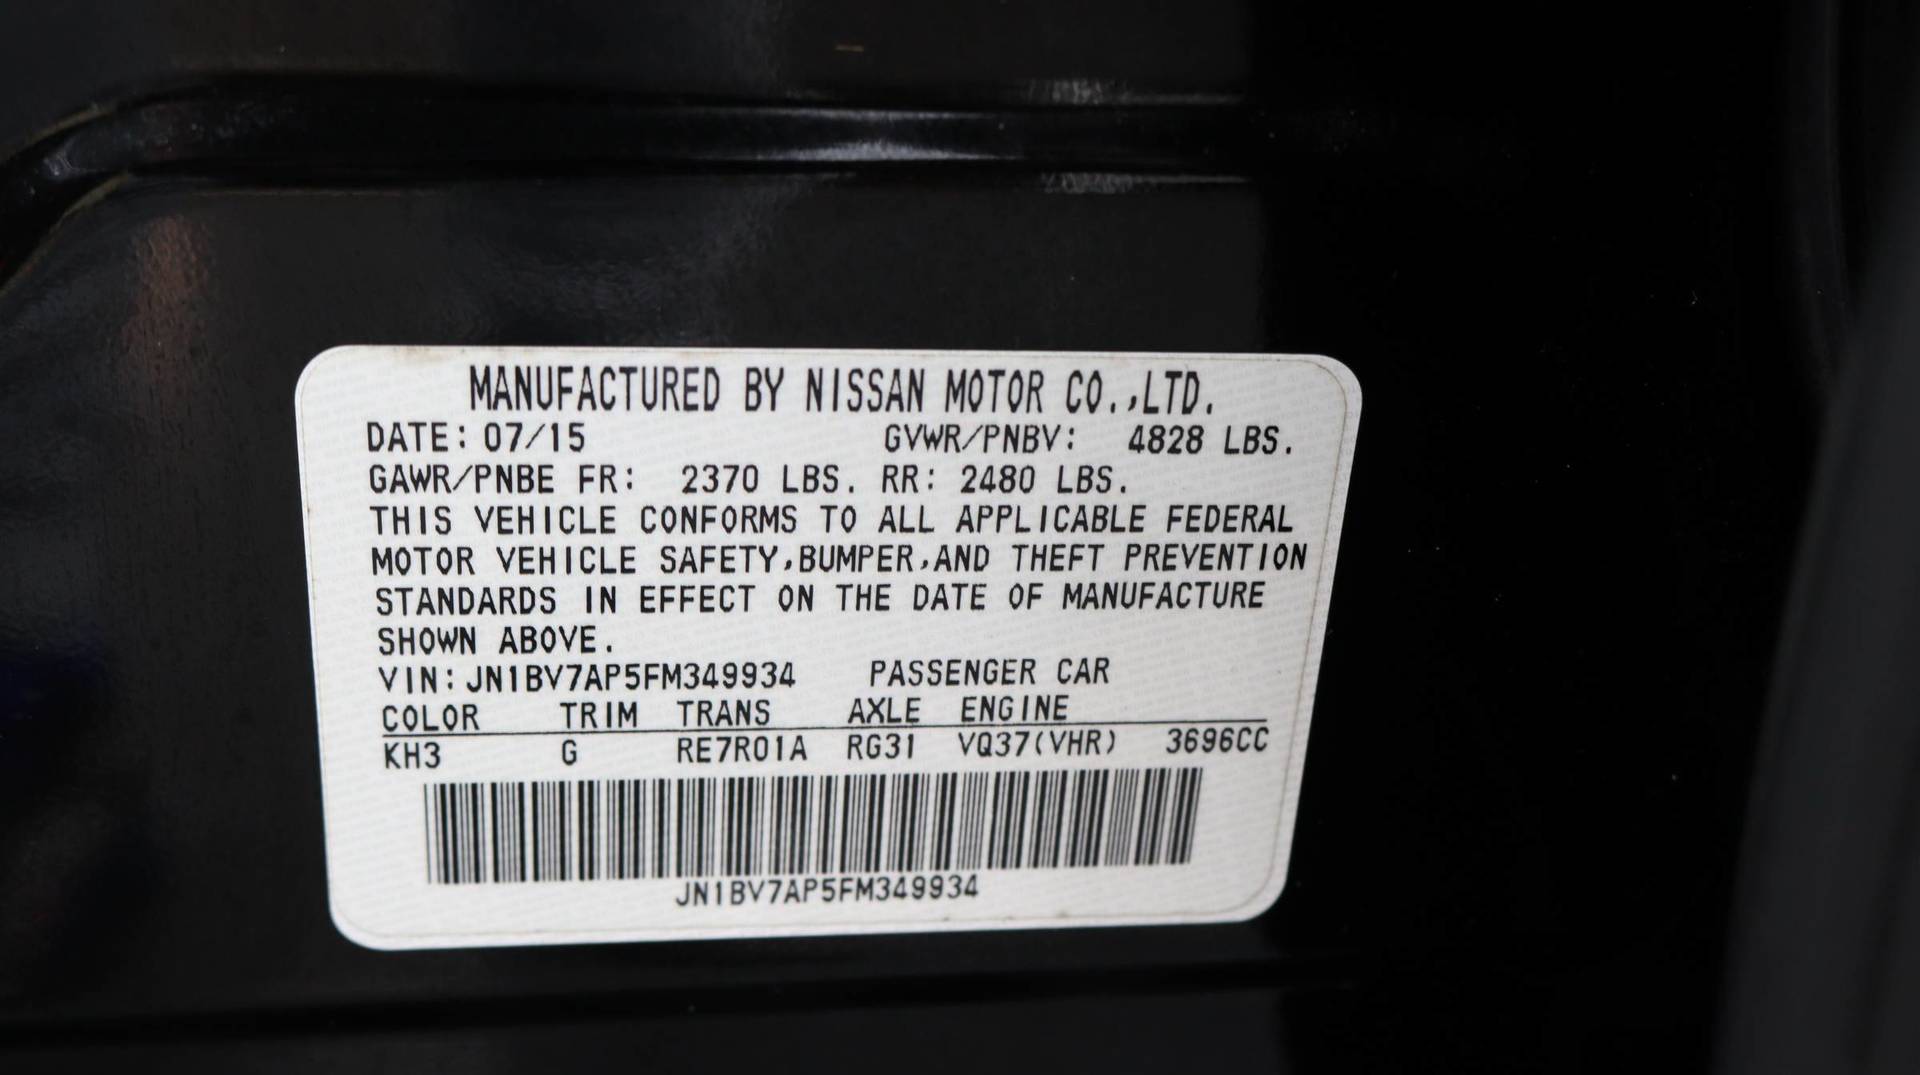 MANUFACTURED BY NISSAN MOTOR CO.,LTD.
DATE: 07/15 GVWR/PNBV: 4828 LBS.
GAWR/PNBE FR: 2370 LBS. RR: 2480 LBS.
THIS VEHICLE CONFORMS TO ALL APPLICABLE FEDERAL
MOTOR VEHICLE SAFETY,BUMPER,AND THEFT PREVENTION
STANDARDS IN EFFECT ON THE DATE OF MANUFACTURE
SHOWN ABOVE.
VIN:JN1BV7AP5FM349934 PASSENGER CAR
COLOR TRIM TRANS AXLE ENGINE
KH3 G RE7R01A RG31 VQ37(VHR) 3696CC
JN1BV7AP5FM349934